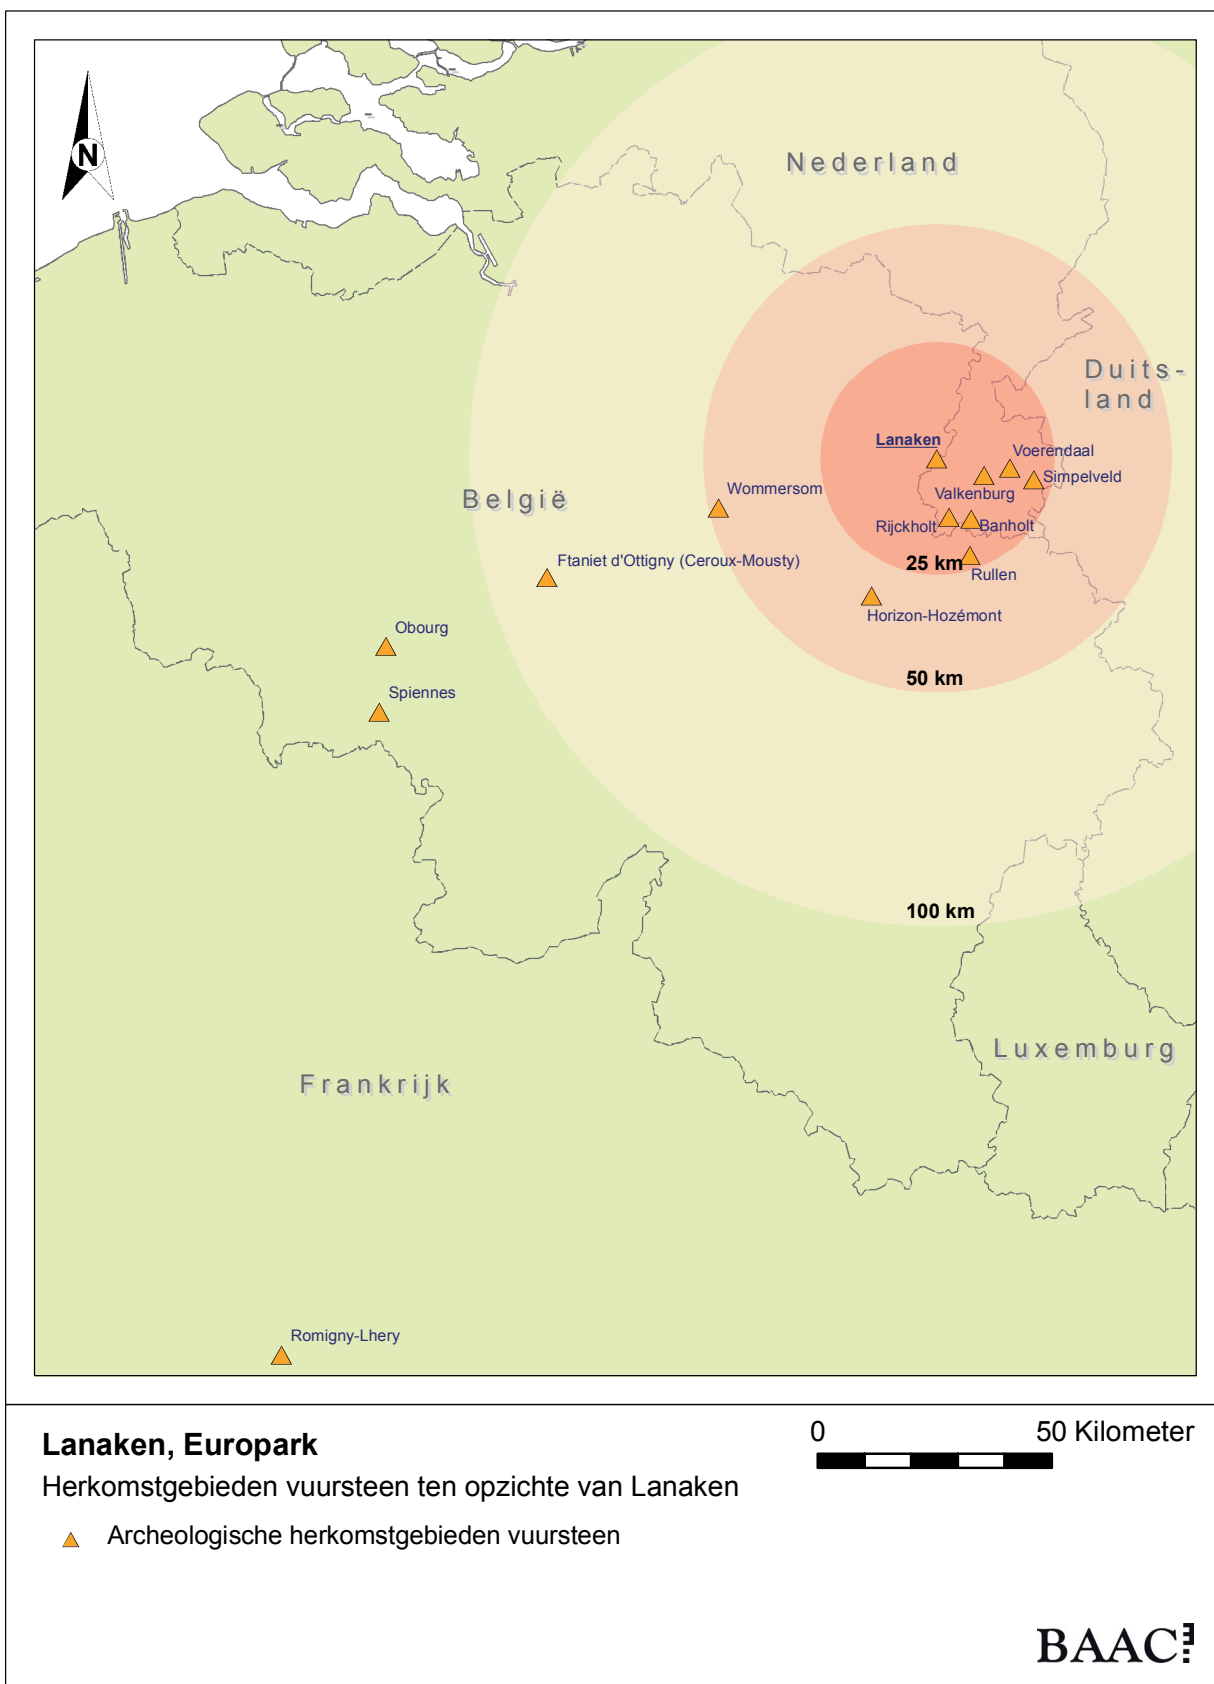 N
Nederland
Duits-
land
Lanaken
Voerendaal
Simpelveld
Valkenburg
Wommersom
België
Rijckholt
Banholt
Ftaniet d'Ottigny (Ceroux-Mousty)
25 km
Rullen
Horizon-Hozémont
Obourg
50 km
Spiennes
100 km
Luxemburg
Frankrijk
Romigny-Lhery
Lanaken, Europark
0 50 Kilometer
Herkomstgebieden vuursteen ten opzichte van Lanaken
Archeologische herkomstgebieden vuursteen
BAAC